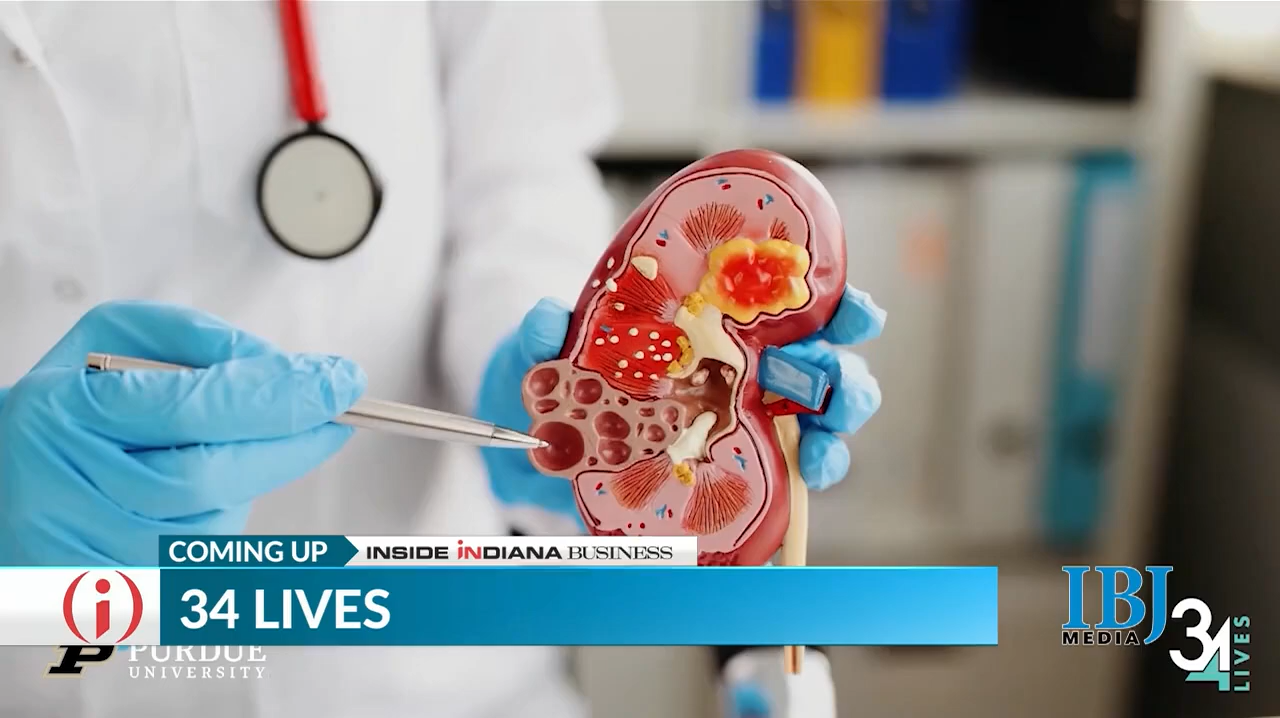 COMING UP
INSIDE INDIANA BUSINESS
34 LIVES
P
PURDUE
UNIVERSITY
IBJ
MEDIA
34
LIVES